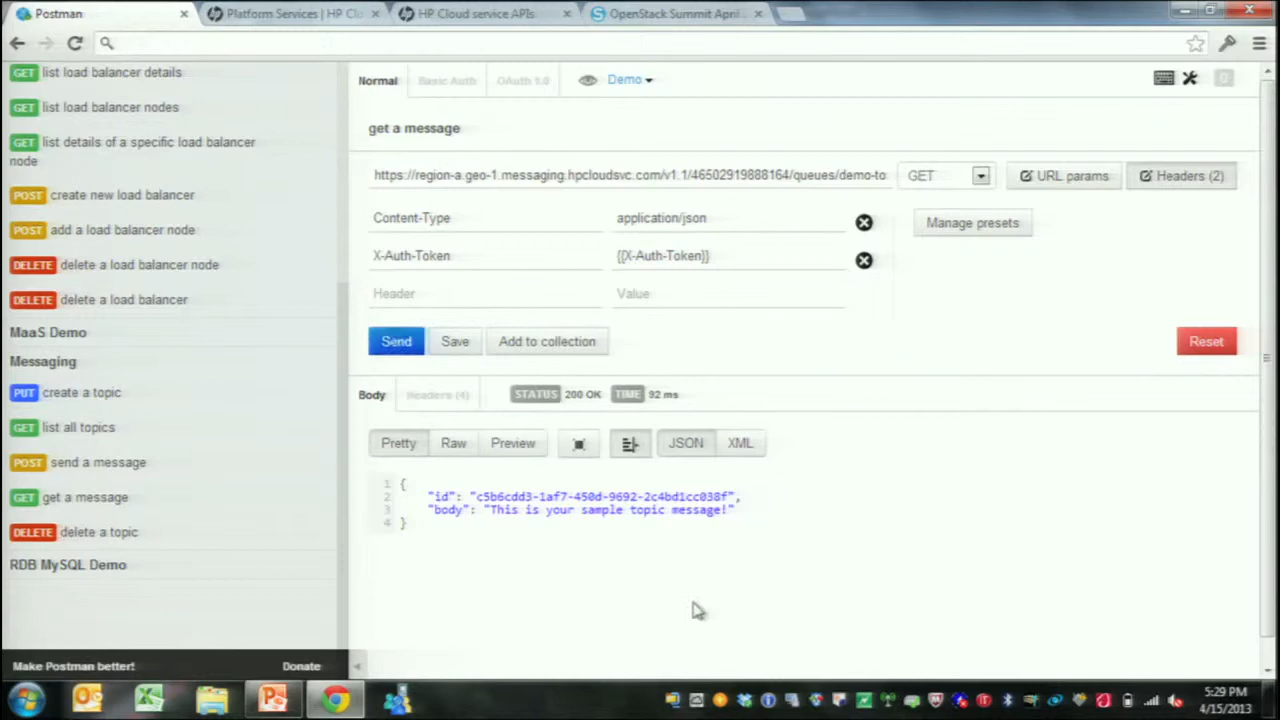 Postman
Platform Services | HP Clo
HP Cloud service APIs
OpenStack Summit April
GET list load balancer details
GET list load balancer nodes
GET list details of a specific load balancer
node
POST create new load balancer
POST add a load balancer node
DELETE delete a load balancer node
DELETE delete a load balancer
MaaS Demo
Messaging
PUT create a topic
GET list all topics
POST send a message
GET get a message
DELETE delete a topic
RDB MySQL Demo
Make Postman better! Donate
Normal Basic Auth OAuth 1.0 Demo
get a message
https://region-a.geo-1.messaging.hpcloudsvc.com/v1.1/46502919888164/queues/demo-to GET URL params Headers (2)
Content-Type application/json Manage presets
X-Auth-Token {{X-Auth-Token}}
Header Value
Send Save Add to collection Reset
Body Headers (4) STATUS 200 OK TIME 92 ms
Pretty Raw Preview JSON XML
1 {
2 "id": "c5b6cdd3-1af7-450d-9692-2c4bd1cc038f",
3 "body": "This is your sample topic message!"
4 }
5:29 PM
4/15/2013